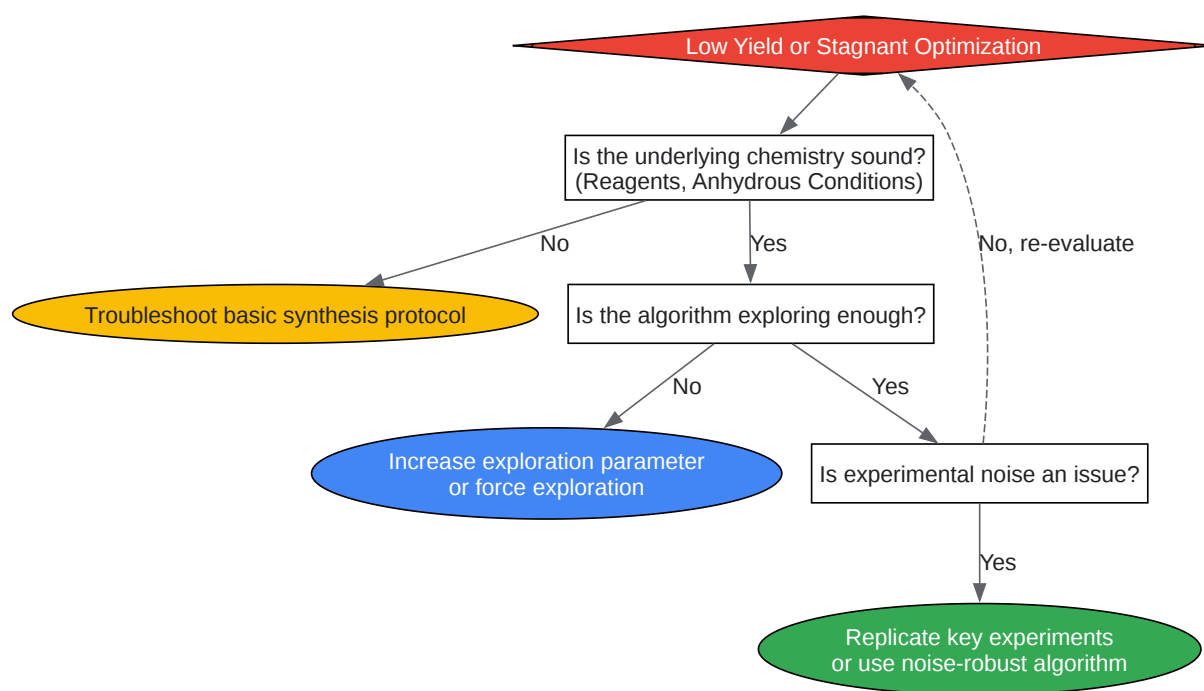 Low Yield or Stagnant Optimization
Is the underlying chemistry sound?
(Reagents, Anhydrous Conditions)
No
Yes
No, re-evaluate
Troubleshoot basic synthesis protocol
Is the algorithm exploring enough?
No
Yes
Increase exploration parameter
or force exploration
Is experimental noise an issue?
Yes
Replicate key experiments
or use noise-robust algorithm